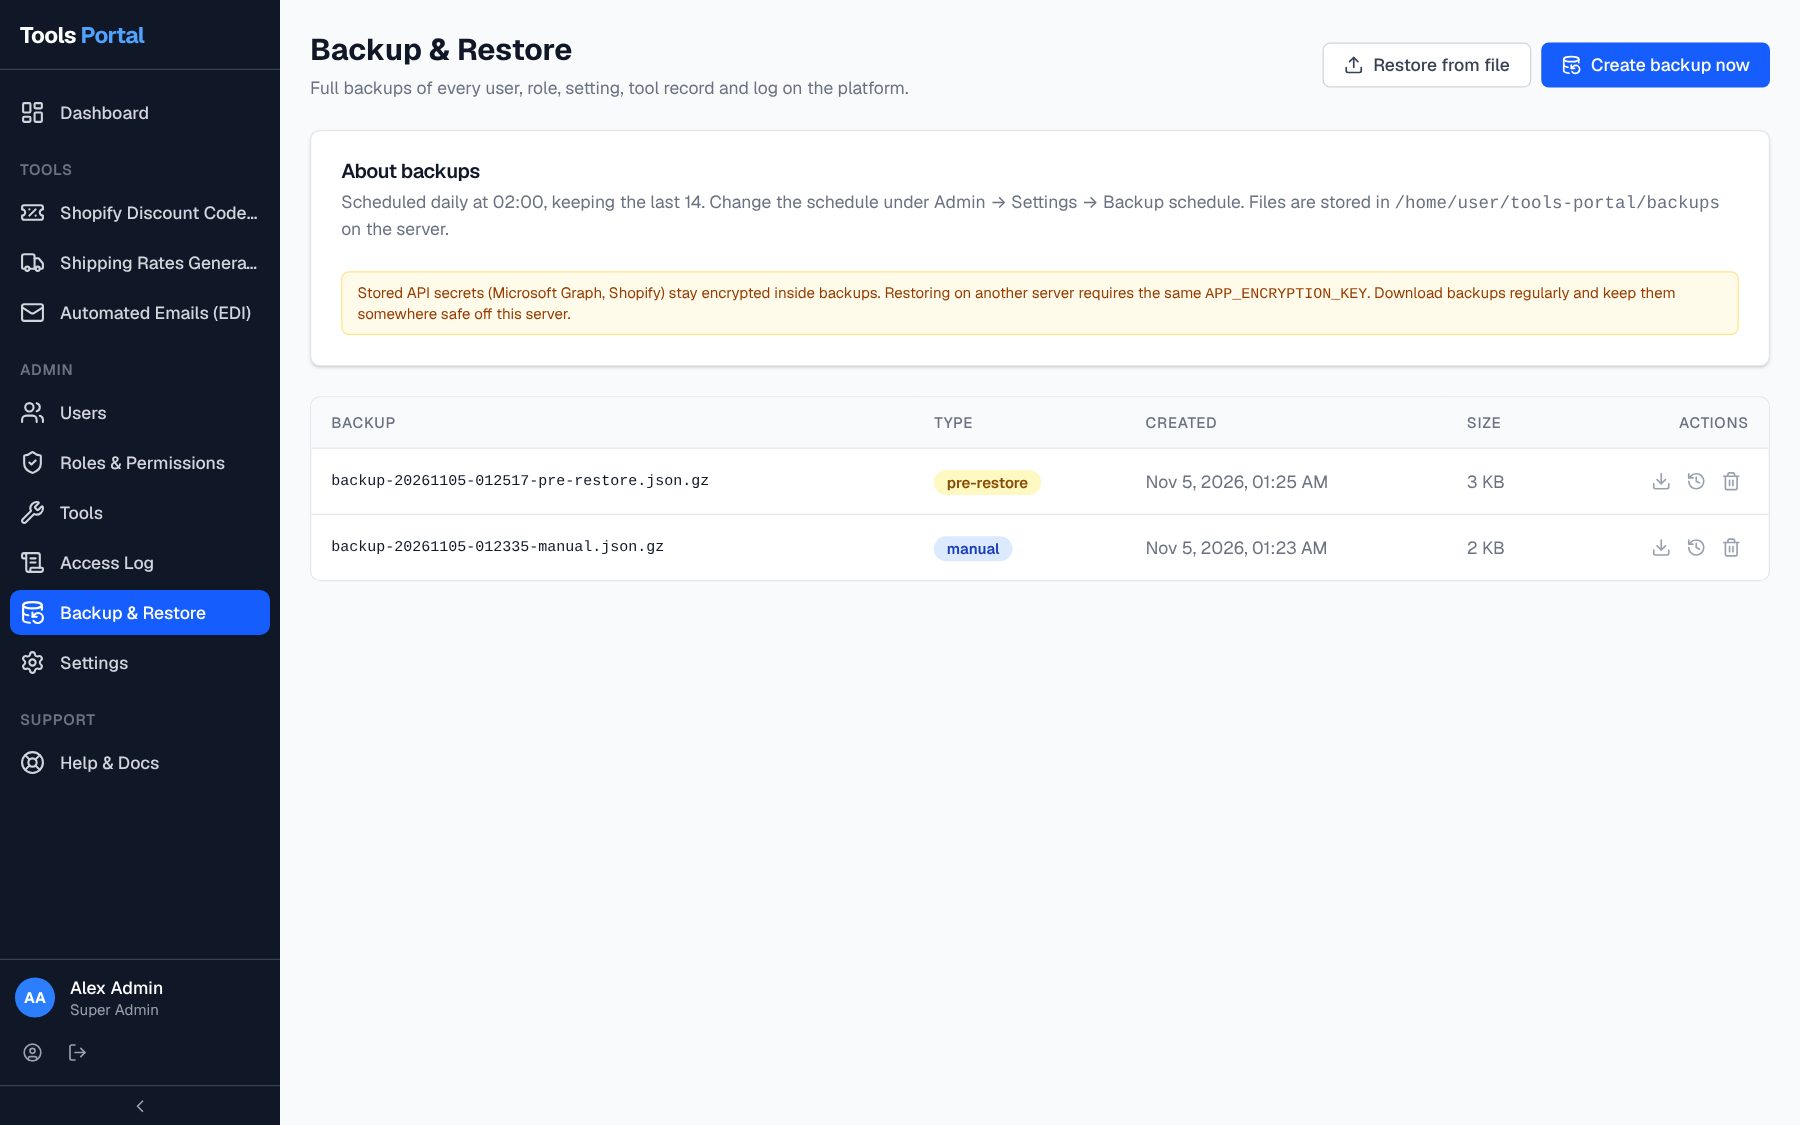 Tools Portal
Dashboard
TOOLS
Shopify Discount Code...
Shipping Rates Genera...
Automated Emails (EDI)
ADMIN
Users
Roles & Permissions
Tools
Access Log
Backup & Restore
Settings
SUPPORT
Help & Docs
AA
Alex Admin
Super Admin
Backup & Restore
Full backups of every user, role, setting, tool record and log on the platform.
Restore from file
Create backup now
About backups
Scheduled daily at 02:00, keeping the last 14. Change the schedule under Admin → Settings → Backup schedule. Files are stored in /home/user/tools-portal/backups
on the server.
Stored API secrets (Microsoft Graph, Shopify) stay encrypted inside backups. Restoring on another server requires the same APP_ENCRYPTION_KEY. Download backups regularly and keep them
somewhere safe off this server.
BACKUP TYPE CREATED SIZE ACTIONS
backup-20261105-012517-pre-restore.json.gz pre-restore Nov 5, 2026, 01:25 AM 3 KB
backup-20261105-012335-manual.json.gz manual Nov 5, 2026, 01:23 AM 2 KB